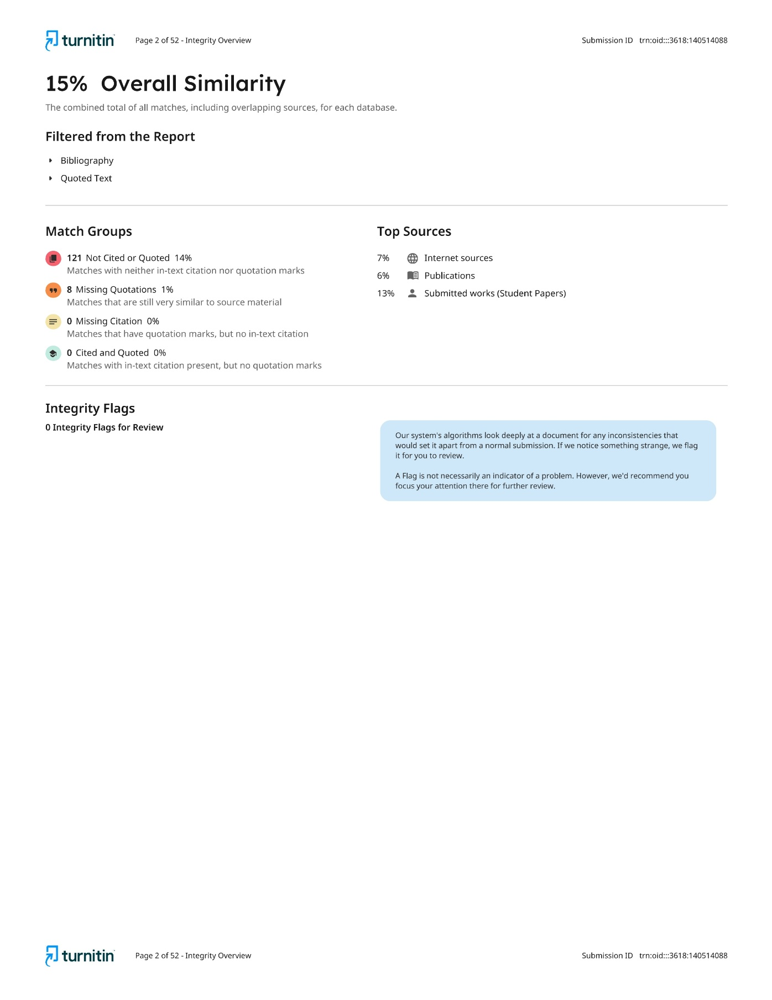 turnitin Page 2 of 52 - Integrity Overview Submission ID trn:oid:::3618:140514088
15% Overall Similarity
The combined total of all matches, including overlapping sources, for each database.
Filtered from the Report
Bibliography
Quoted Text
Match Groups
121 Not Cited or Quoted 14%
Matches with neither in-text citation nor quotation marks
8 Missing Quotations 1%
Matches that are still very similar to source material
0 Missing Citation 0%
Matches that have quotation marks, but no in-text citation
0 Cited and Quoted 0%
Matches with in-text citation present, but no quotation marks
Top Sources
7% Internet sources
6% Publications
13% Submitted works (Student Papers)
Integrity Flags
0 Integrity Flags for Review
Our system's algorithms look deeply at a document for any inconsistencies that
would set it apart from a normal submission. If we notice something strange, we flag
it for you to review.
A Flag is not necessarily an indicator of a problem. However, we'd recommend you
focus your attention there for further review.
turnitin Page 2 of 52 - Integrity Overview Submission ID trn:oid:::3618:140514088